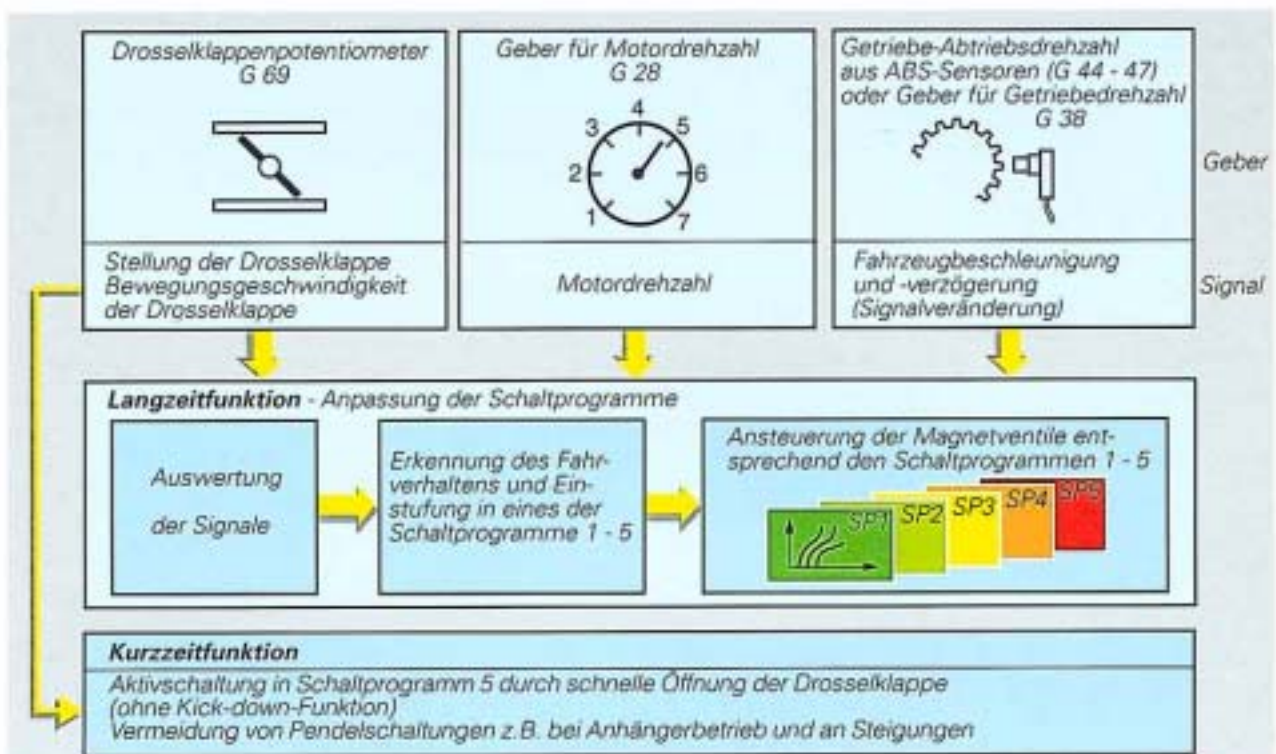 Drosselklappenpotentiometer
G 69
Geber für Motordrehzahl
G 28
4
3
5
2
6
1
7
Getriebe-Abtriebsdrehzahl
aus ABS-Sensoren (G 44 - 47)
oder Geber für Getriebedrehzahl
G 38
Geber
Stellung der Drosselklappe
Bewegungsgeschwindigkeit
der Drosselklappe
Motordrehzahl
Fahrzeugbeschleunigung
und -verzögerung
(Signalveränderung)
Signal
Langzeitfunktion - Anpassung der Schaltprogramme
Auswertung
der Signale
Erkennung des Fahr-
verhaltens und Ein-
stufung in eines der
Schaltprogramme 1 - 5
Ansteuerung der Magnetventile ent-
sprechend den Schaltprogrammen 1 - 5
SP1
SP2
SP3
SP4
SP5
Kurzzeitfunktion
Aktivschaltung in Schaltprogramm 5 durch schnelle Öffnung der Drosselklappe
(ohne Kick-down-Funktion)
Vermeidung von Pendelschaltungen z.B. bei Anhängerbetrieb und an Steigungen